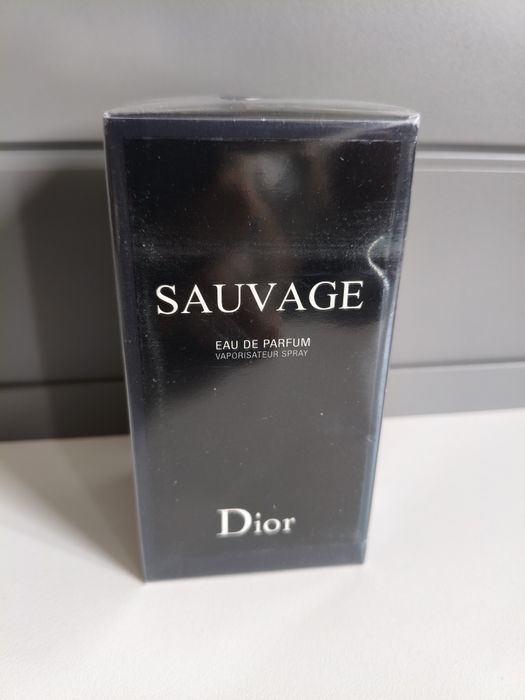 SAUVAGE
EAU DE PARFUM
VAPORISATEUR SPRAY
Dior